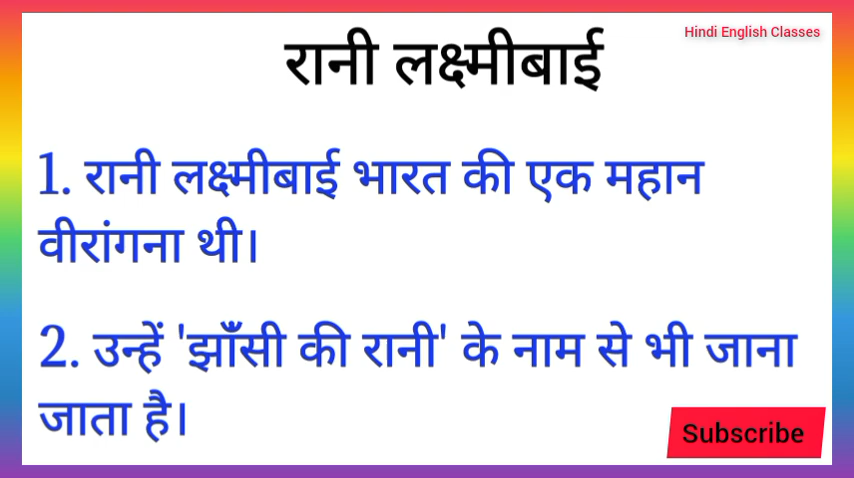 Hindi English Classes
रानी लक्ष्मीबाई
1. रानी लक्ष्मीबाई भारत की एक महान
वीरांगना थी।
2. उन्हें 'झाँसी की रानी' के नाम से भी जाना
जाता है।
Subscribe